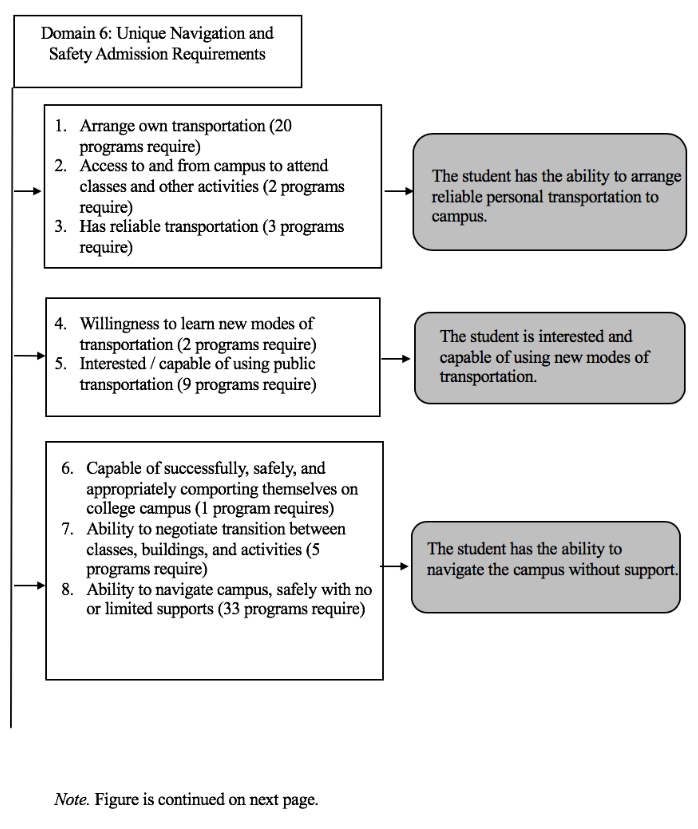 Domain 6: Unique Navigation and
Safety Admission Requirements
1. Arrange own transportation (20
programs require)
2. Access to and from campus to attend
classes and other activities (2 programs
require)
3. Has reliable transportation (3 programs
require)
The student has the ability to arrange
reliable personal transportation to
campus.
4. Willingness to learn new modes of
transportation (2 programs require)
5. Interested / capable of using public
transportation (9 programs require)
The student is interested and
capable of using new modes of
transportation.
6. Capable of successfully, safely, and
appropriately comporting themselves on
college campus (1 program requires)
7. Ability to negotiate transition between
classes, buildings, and activities (5
programs require)
8. Ability to navigate campus, safely with no
or limited supports (33 programs require)
The student has the ability to
navigate the campus without support.
Note. Figure is continued on next page.